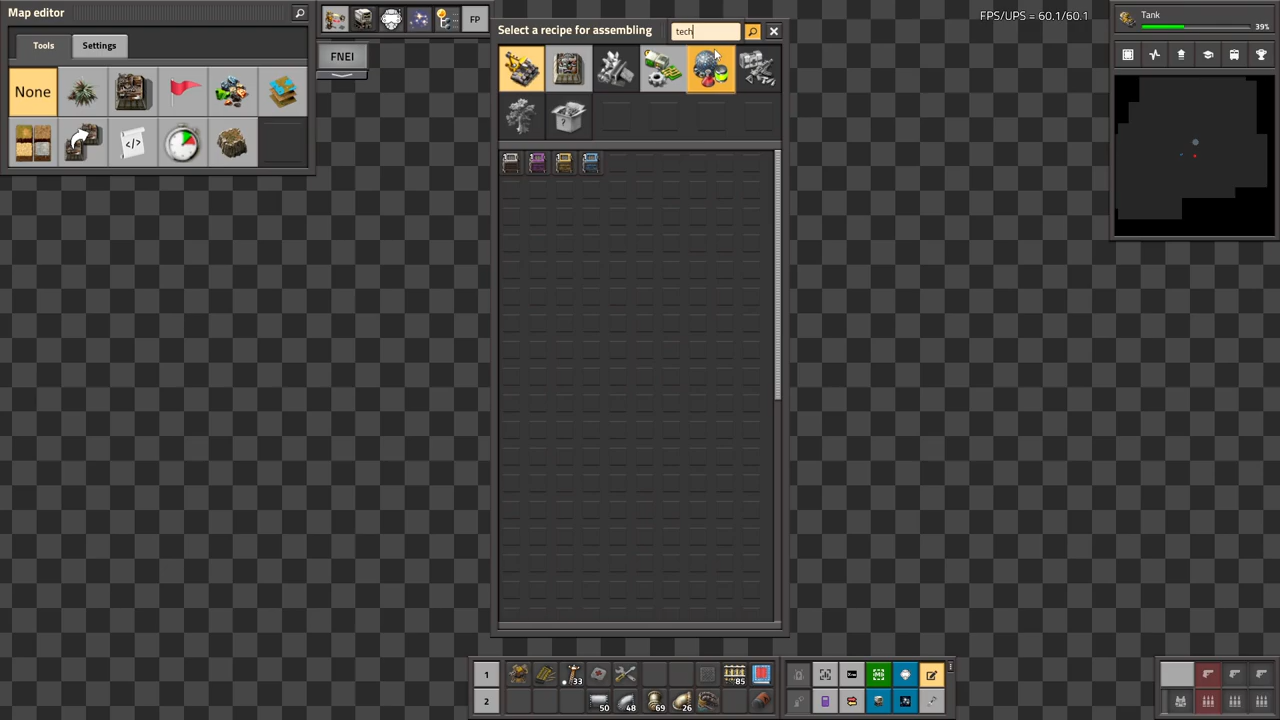 Map editor
Tools
Settings
None
</>
FP
FNEI
Select a recipe for assembling
tech
?
FPS/UPS = 60.1/60.1
Tank
39%
1
33
85
2
50
48
69
26